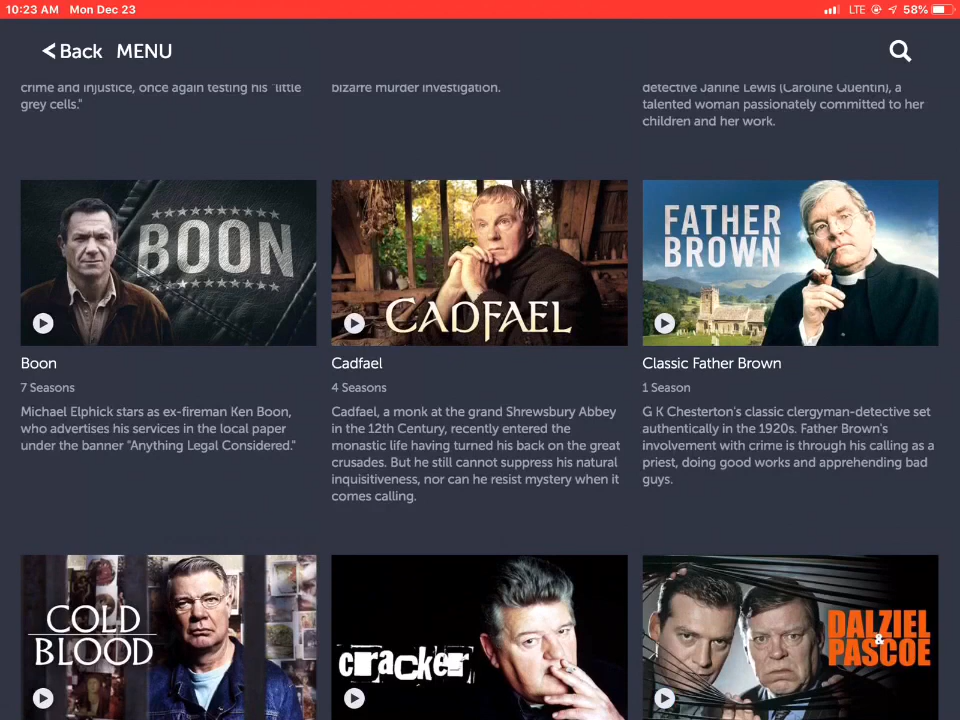 10:23 AM Mon Dec 23
LTE 58%
Back MENU
crime and injustice, once again testing his "little
grey cells."
bizarre murder investigation.
detective Janine Lewis (Caroline Quentin), a
talented woman passionately committed to her
children and her work.
BOON
CADFAEL
FATHER
BROWN
Boon
7 Seasons
Michael Elphick stars as ex-fireman Ken Boon,
who advertises his services in the local paper
under the banner "Anything Legal Considered."
Cadfael
4 Seasons
Cadfael, a monk at the grand Shrewsbury Abbey
in the 12th Century, recently entered the
monastic life having turned his back on the great
crusades. But he still cannot suppress his natural
inquisitiveness, nor can he resist mystery when it
comes calling.
Classic Father Brown
1 Season
G K Chesterton's classic clergyman-detective set
authentically in the 1920s. Father Brown's
involvement with crime is through his calling as a
priest, doing good works and apprehending bad
guys.
COLD
BLOOD
cracker
DALZIEL
&
PASCOE